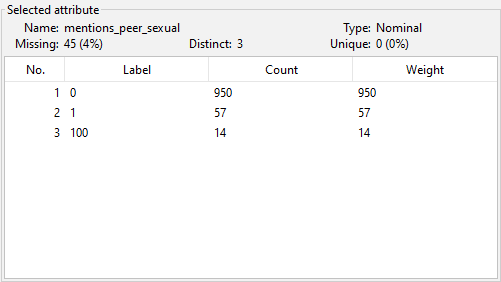 Selected attribute
Name: mentions_peer_sexual Type: Nominal
Missing: 45 (4%) Distinct: 3 Unique: 0 (0%)
No. Label Count Weight
1 0 950 950
2 1 57 57
3 100 14 14